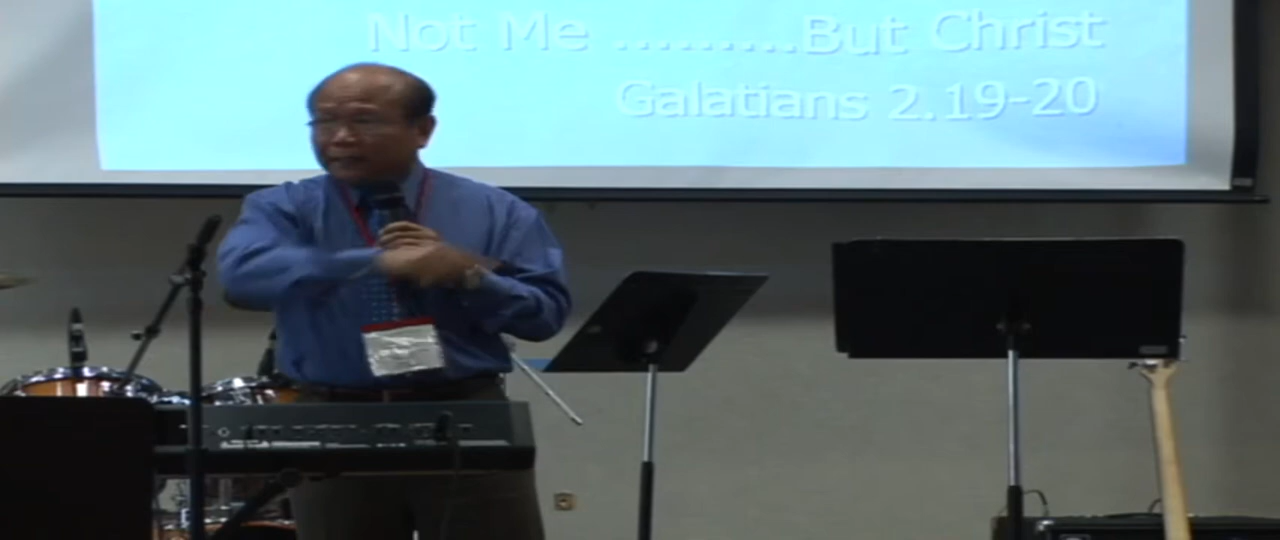 Not Me ..........But Christ
Galatians 2.19-20